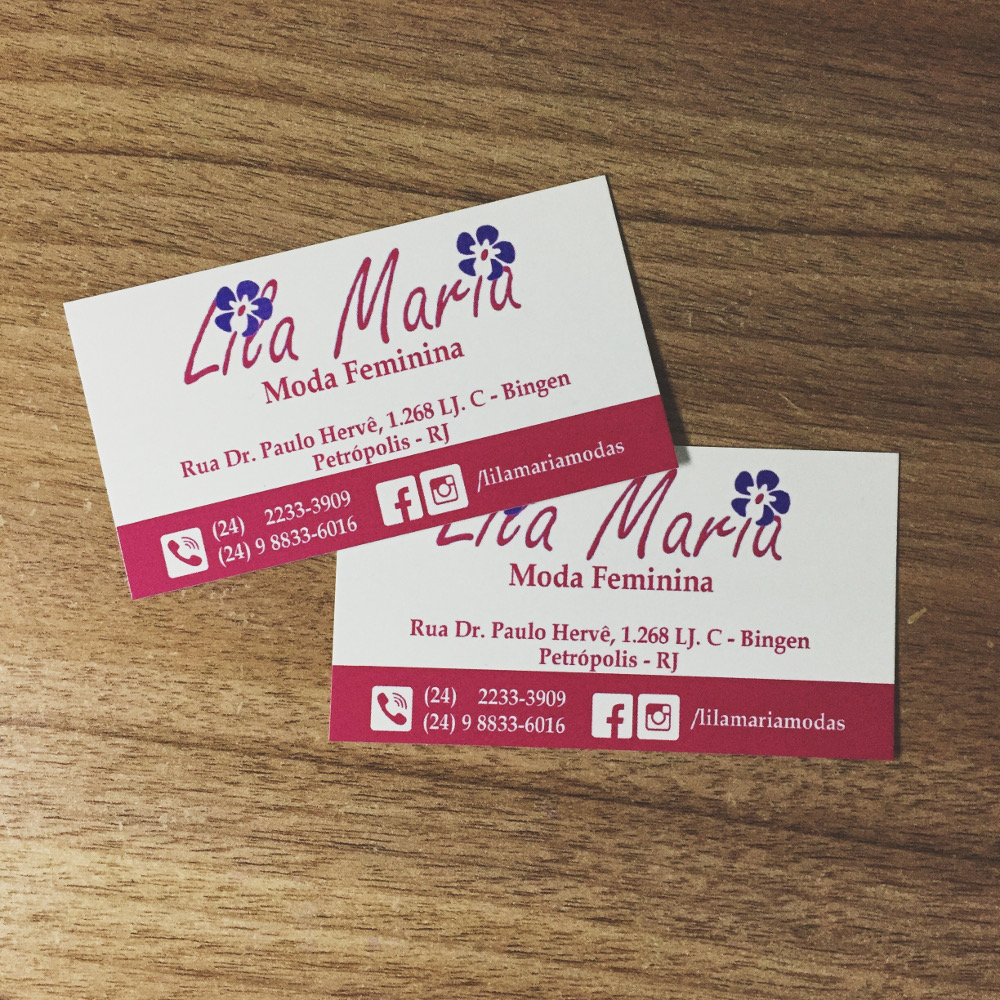 Lila Maria
Moda Feminina
Rua Dr. Paulo Hervê, 1.268 LJ. C - Bingen
Petrópolis - RJ
(24) 2233-3909
(24) 9 8833-6016
/lilamariamodas
Lila Maria
Moda Feminina
Rua Dr. Paulo Hervê, 1.268 LJ. C - Bingen
Petrópolis - RJ
(24) 2233-3909
(24) 9 8833-6016
/lilamariamodas